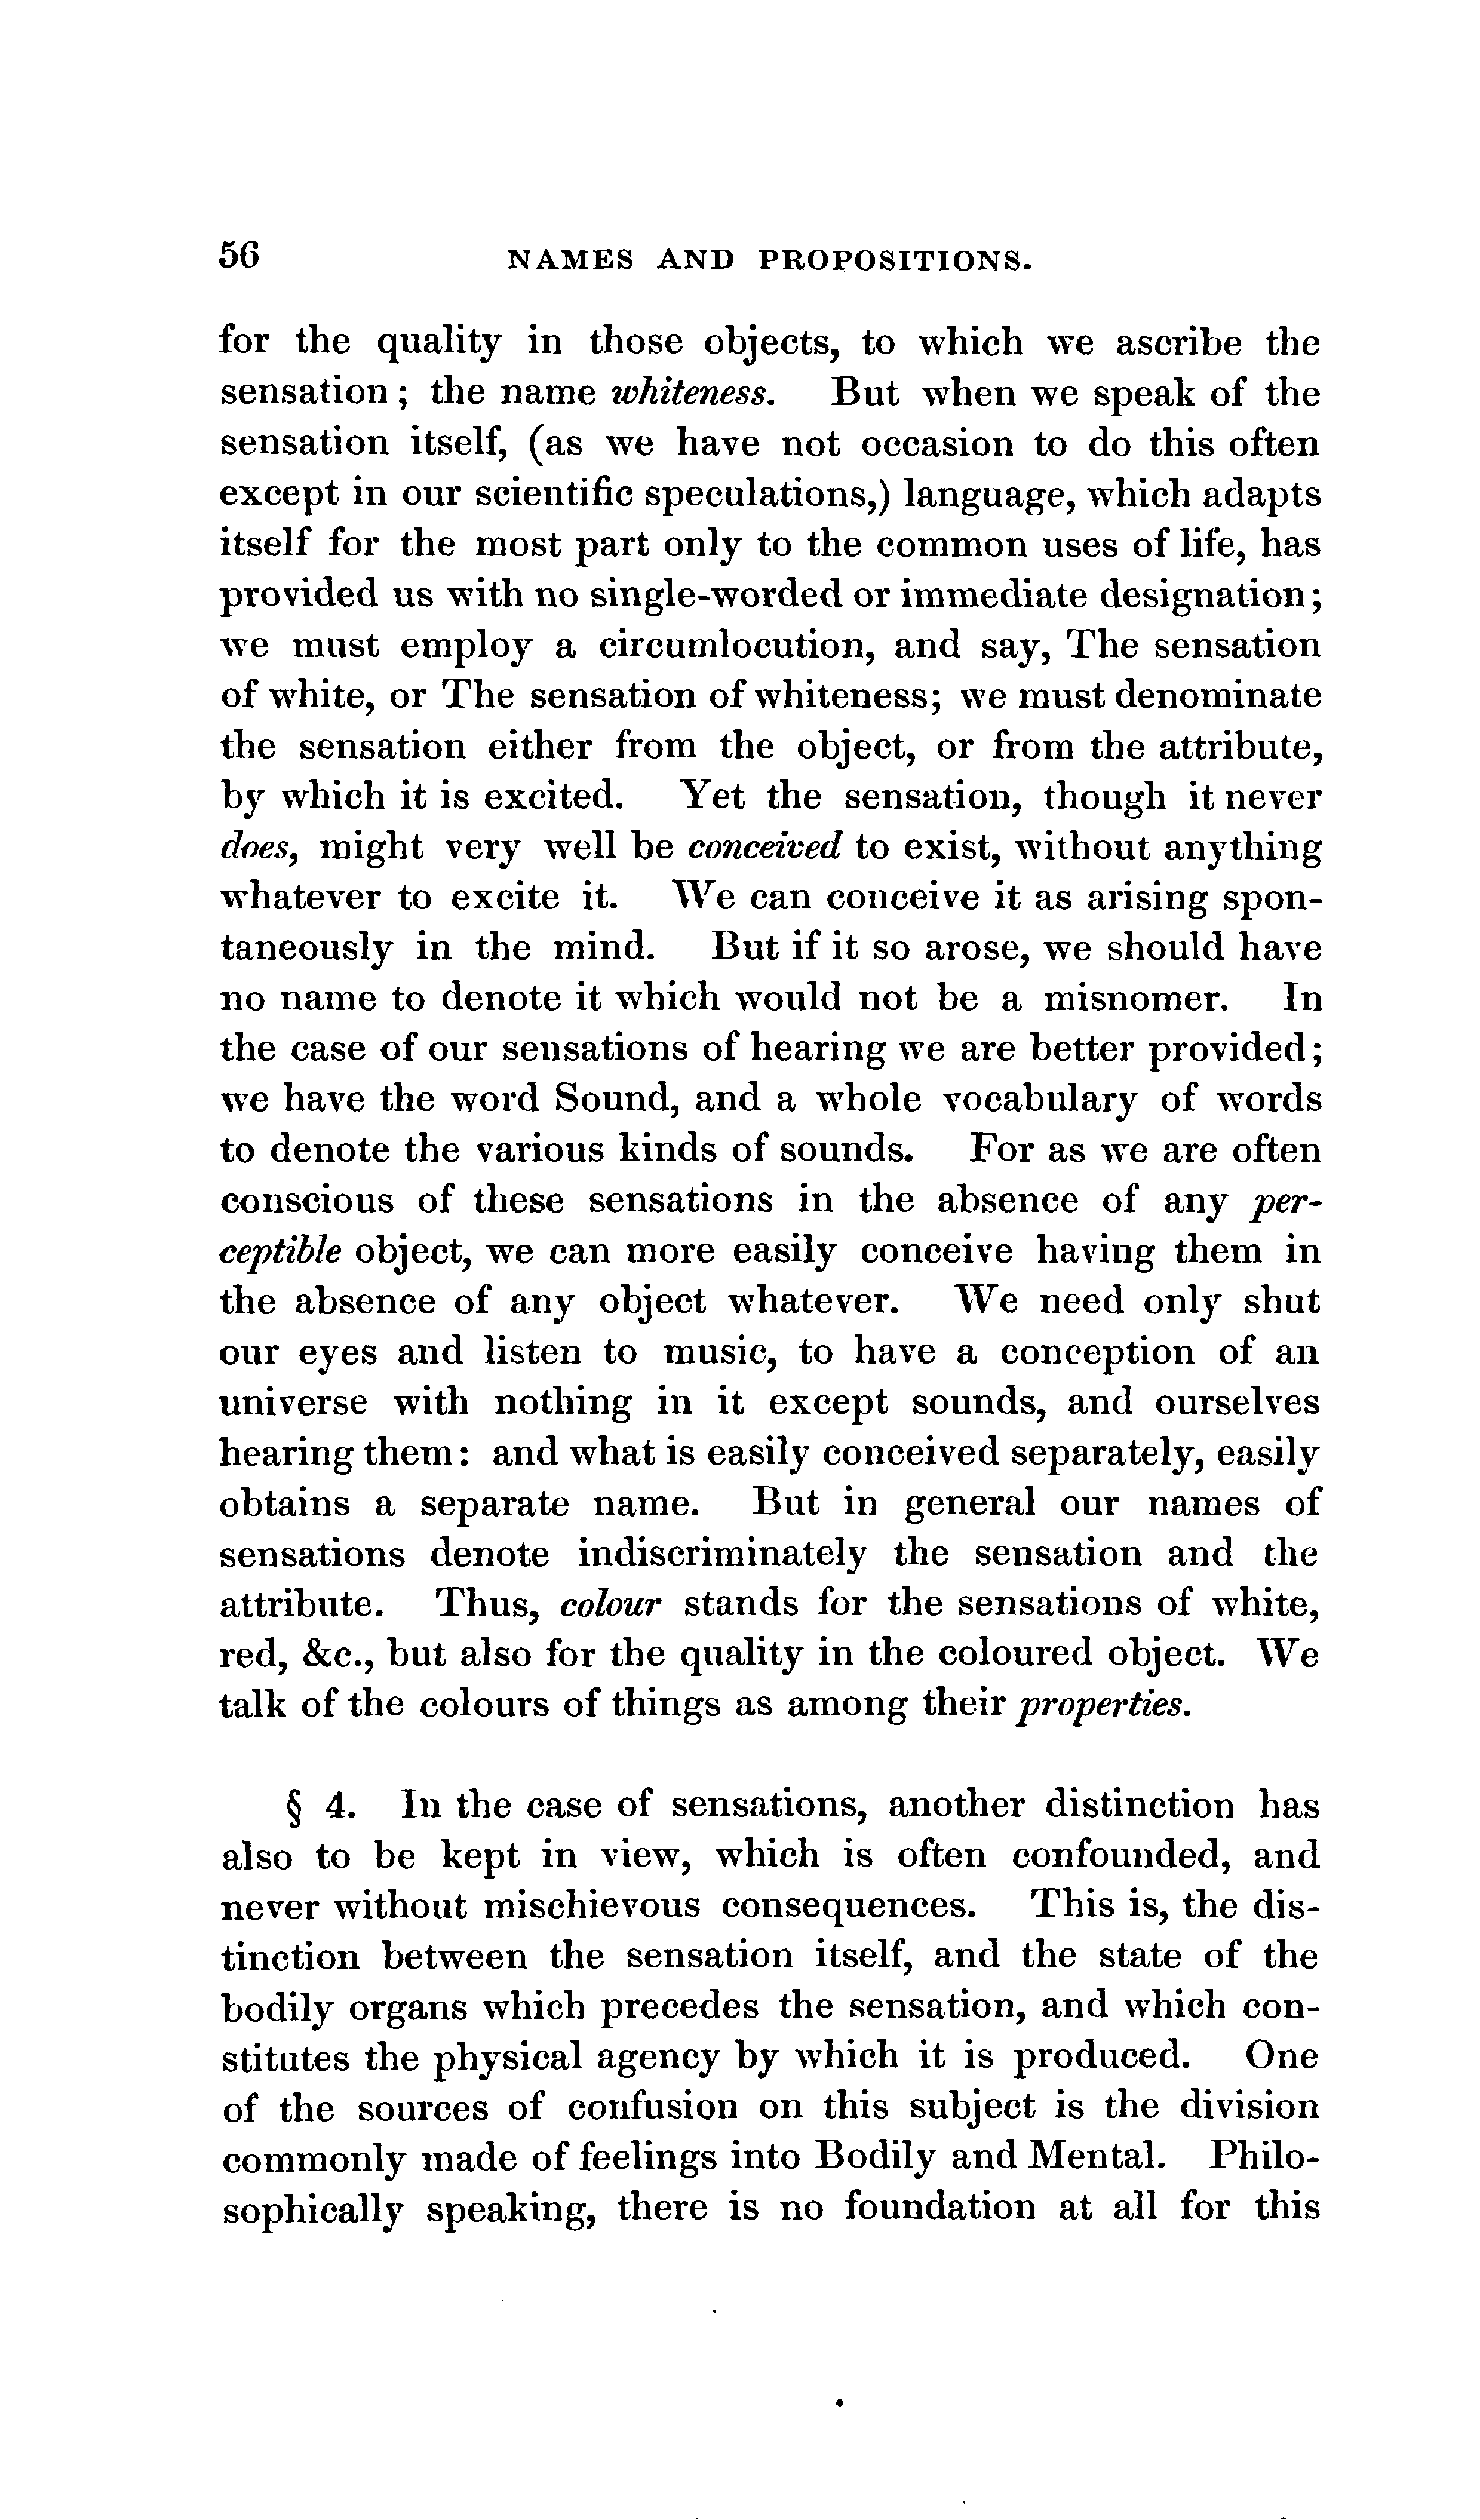 56 NAMES AND PROPOSITIONS.
for the quality in those objects, to which we ascribe the
sensation; the name whiteness. But when we speak of the
sensation itself, (as we have not occasion to do this often
except in our scientific speculations,) language, which adapts
itself for the most part only to the common uses of life, has
provided us with no single-worded or immediate designation;
we must employ a circumlocution, and say, The sensation
of white, or The sensation of whiteness; we must denominate
the sensation either from the object, or from the attribute,
by which it is excited. Yet the sensation, though it never
does, might very well be conceived to exist, without anything
whatever to excite it. We can conceive it as arising spon-
taneously in the mind. But if it so arose, we should have
no name to denote it which would not be a misnomer. In
the case of our sensations of hearing we are better provided;
we have the word Sound, and a whole vocabulary of words
to denote the various kinds of sounds. For as we are often
conscious of these sensations in the absence of any per-
ceptible object, we can more easily conceive having them in
the absence of any object whatever. We need only shut
our eyes and listen to music, to have a conception of an
universe with nothing in it except sounds, and ourselves
hearing them: and what is easily conceived separately, easily
obtains a separate name. But in general our names of
sensations denote indiscriminately the sensation and the
attribute. Thus, colour stands for the sensations of white,
red, &c., but also for the quality in the coloured object. We
talk of the colours of things as among their properties.
§ 4. In the case of sensations, another distinction has
also to be kept in view, which is often confounded, and
never without mischievous consequences. This is, the dis-
tinction between the sensation itself, and the state of the
bodily organs which precedes the sensation, and which con-
stitutes the physical agency by which it is produced. One
of the sources of confusion on this subject is the division
commonly made of feelings into Bodily and Mental. Philo-
sophically speaking, there is no foundation at all for this